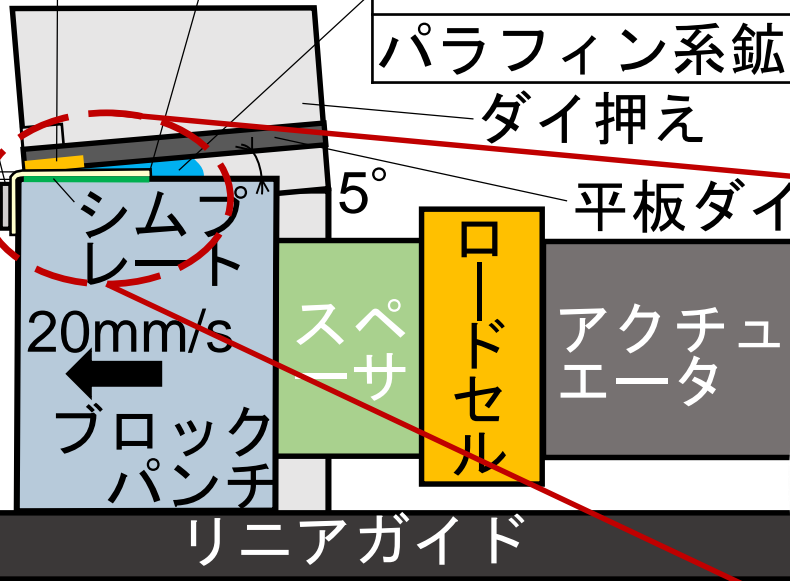 パラフィン系鉱
ダイ押え
5°
平板ダイ
シムプ
レート
20mm/s
ブロック
パンチ
スペ
ーサ
ロードセル
アクチュ
エータ
リニアガイド